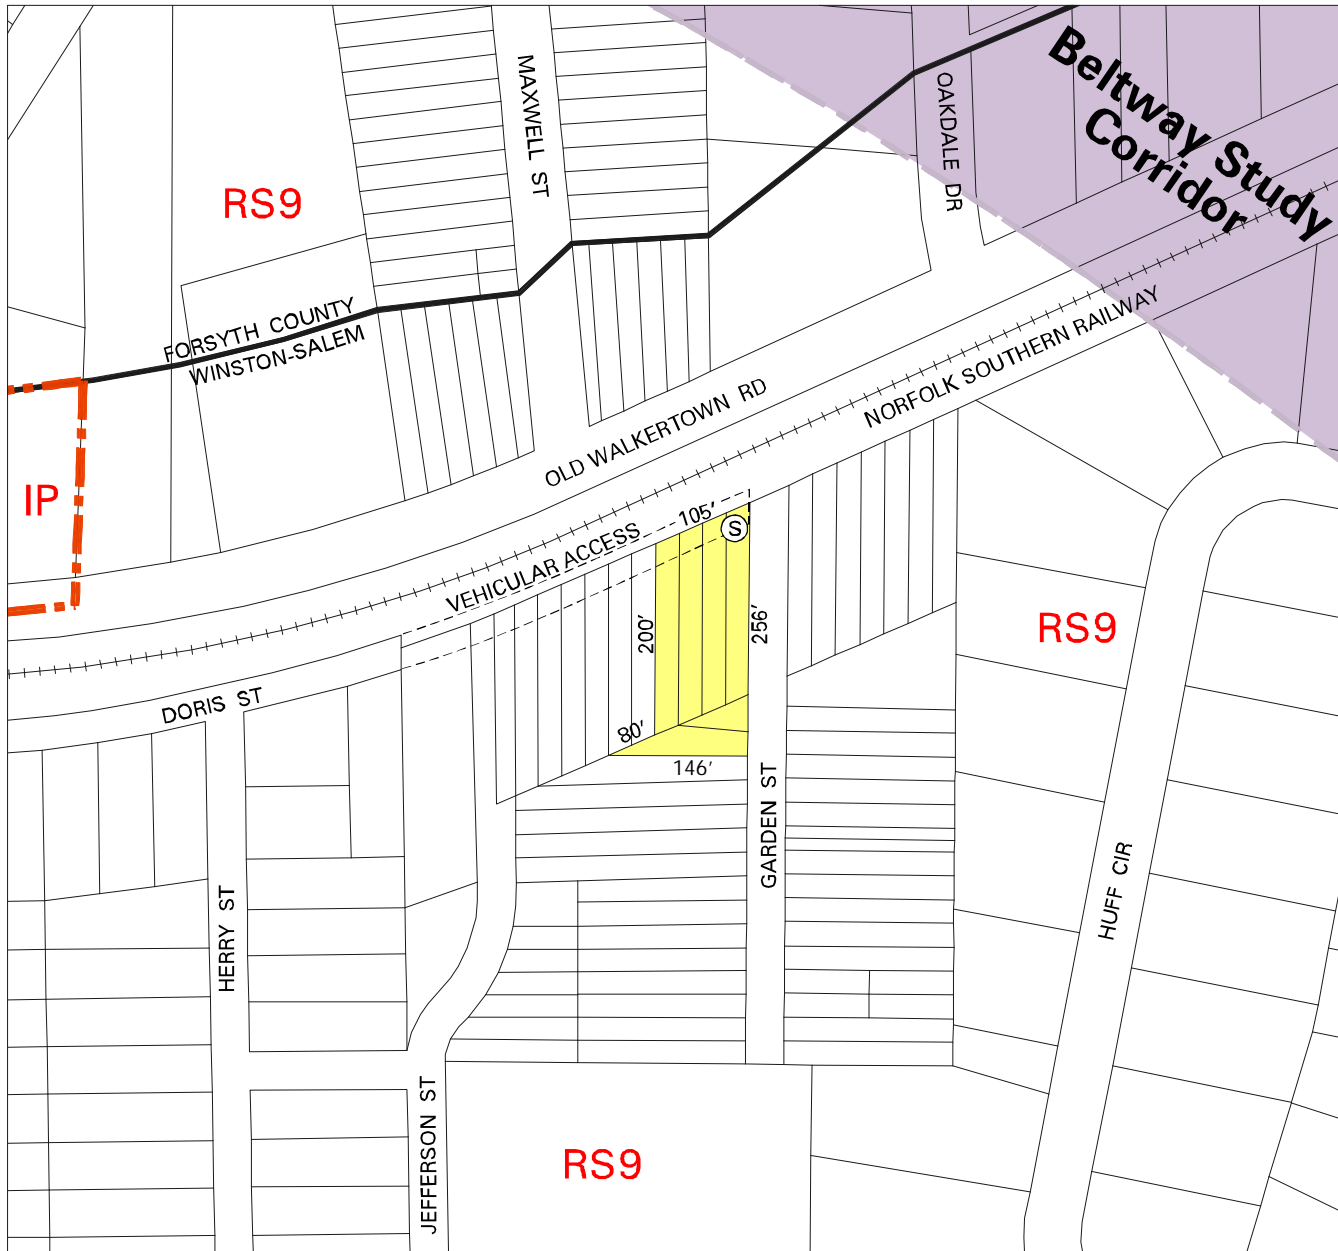 Beltway Study
Corridor
MAXWELL ST
OAKDALE DR
RS9
FORSYTH COUNTY
WINSTON-SALEM
NORFOLK SOUTHERN RAILWAY
OLD WALKERTOWN RD
IP
105'
S
VEHICULAR ACCESS
200'
256'
RS9
DORIS ST
80'
146'
GARDEN ST
HUFF CIR
HERRY ST
JEFFERSON ST
RS9